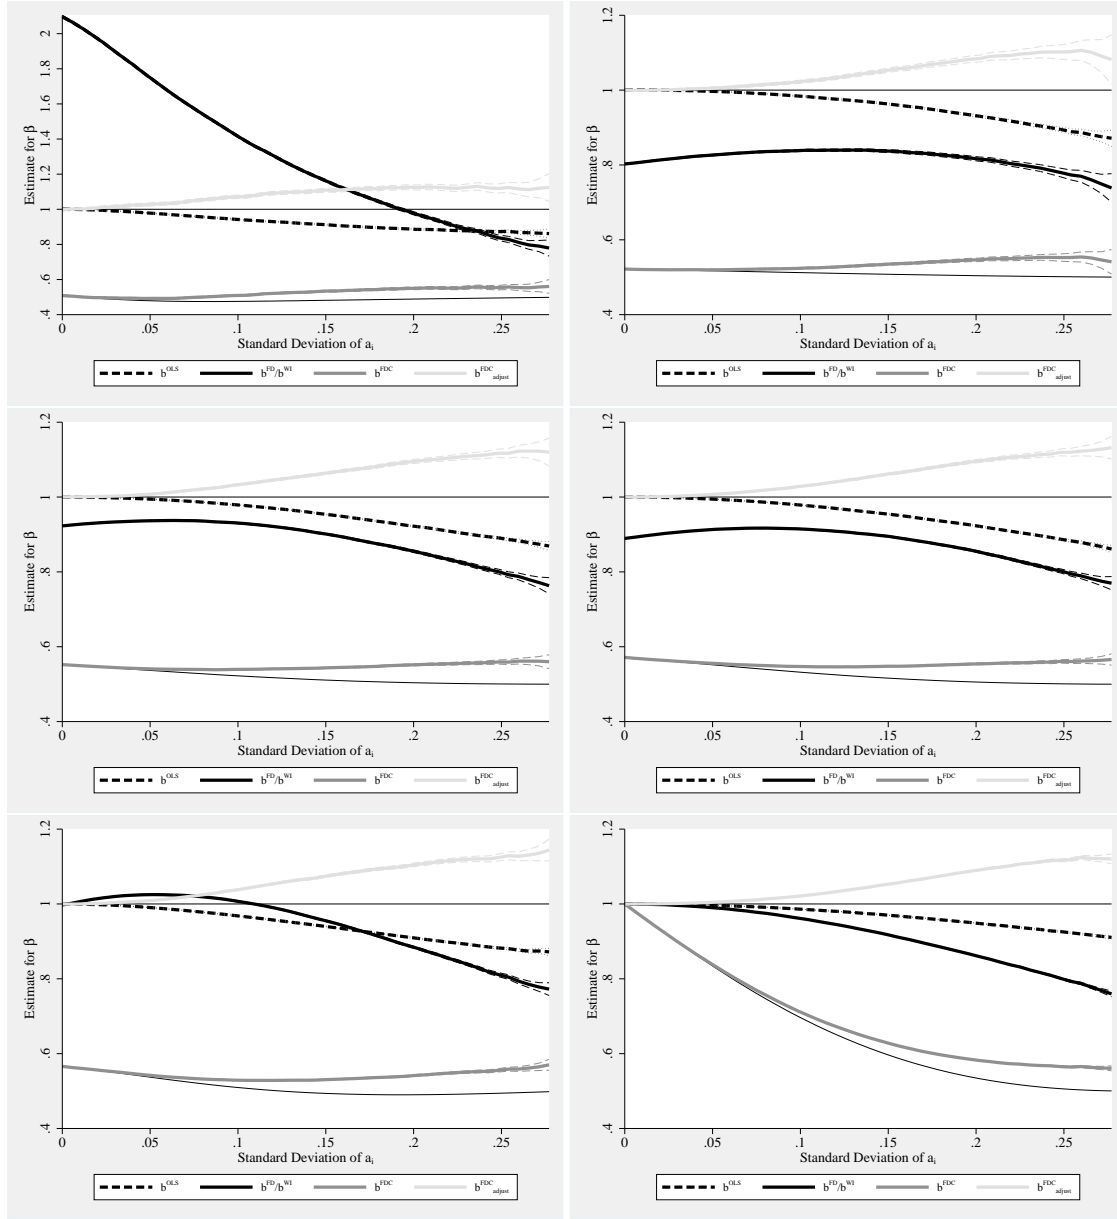 Estimate for β
.4 .6 .8 1 1.2 1.4 1.6 1.8 2
0 .05 .1 .15 .2 .25
Standard Deviation of aᵢ
b^OLS b^FD/b^WI b^FDC b^FDC_adjust
Estimate for β
.4 .6 .8 1 1.2
0 .05 .1 .15 .2 .25
Standard Deviation of aᵢ
b^OLS b^FD/b^WI b^FDC b^FDC_adjust
Estimate for β
.4 .6 .8 1 1.2
0 .05 .1 .15 .2 .25
Standard Deviation of aᵢ
b^OLS b^FD/b^WI b^FDC b^FDC_adjust
Estimate for β
.4 .6 .8 1 1.2
0 .05 .1 .15 .2 .25
Standard Deviation of aᵢ
b^OLS b^FD/b^WI b^FDC b^FDC_adjust
Estimate for β
.4 .6 .8 1 1.2
0 .05 .1 .15 .2 .25
Standard Deviation of aᵢ
b^OLS b^FD/b^WI b^FDC b^FDC_adjust
Estimate for β
.4 .6 .8 1 1.2
0 .05 .1 .15 .2 .25
Standard Deviation of aᵢ
b^OLS b^FD/b^WI b^FDC b^FDC_adjust